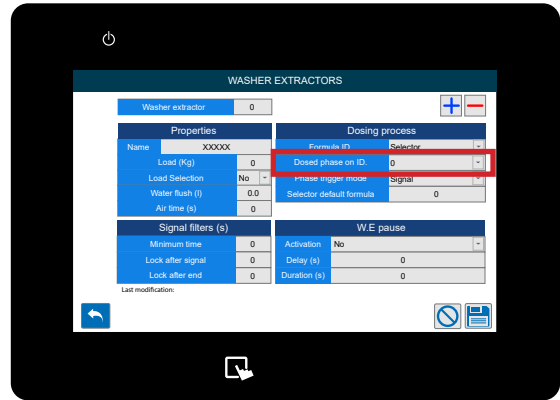 WASHER EXTRACTORS
Washer extractor 0
Properties
Name XXXXX
Load (Kg) 0
Load Selection No
Water flush (l) 0.0
Air time (s) 0
Dosing process
Formula ID. Selector
Dosed phase on ID. 0
Phase trigger mode Signal
Selector default formula 0
Signal filters (s)
Minimum time 0
Lock after signal 0
Lock after end 0
W.E pause
Activation No
Delay (s) 0
Duration (s) 0
Last modification: